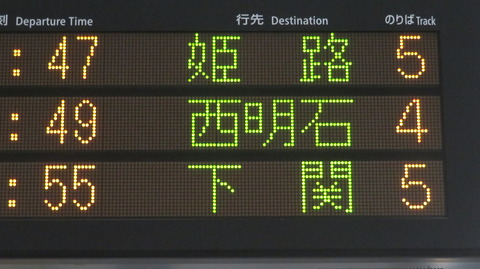 刻 Departure Time 行先 Destination のりば Track
:47 姫路 5
:49 西明石 4
:55 下関 5